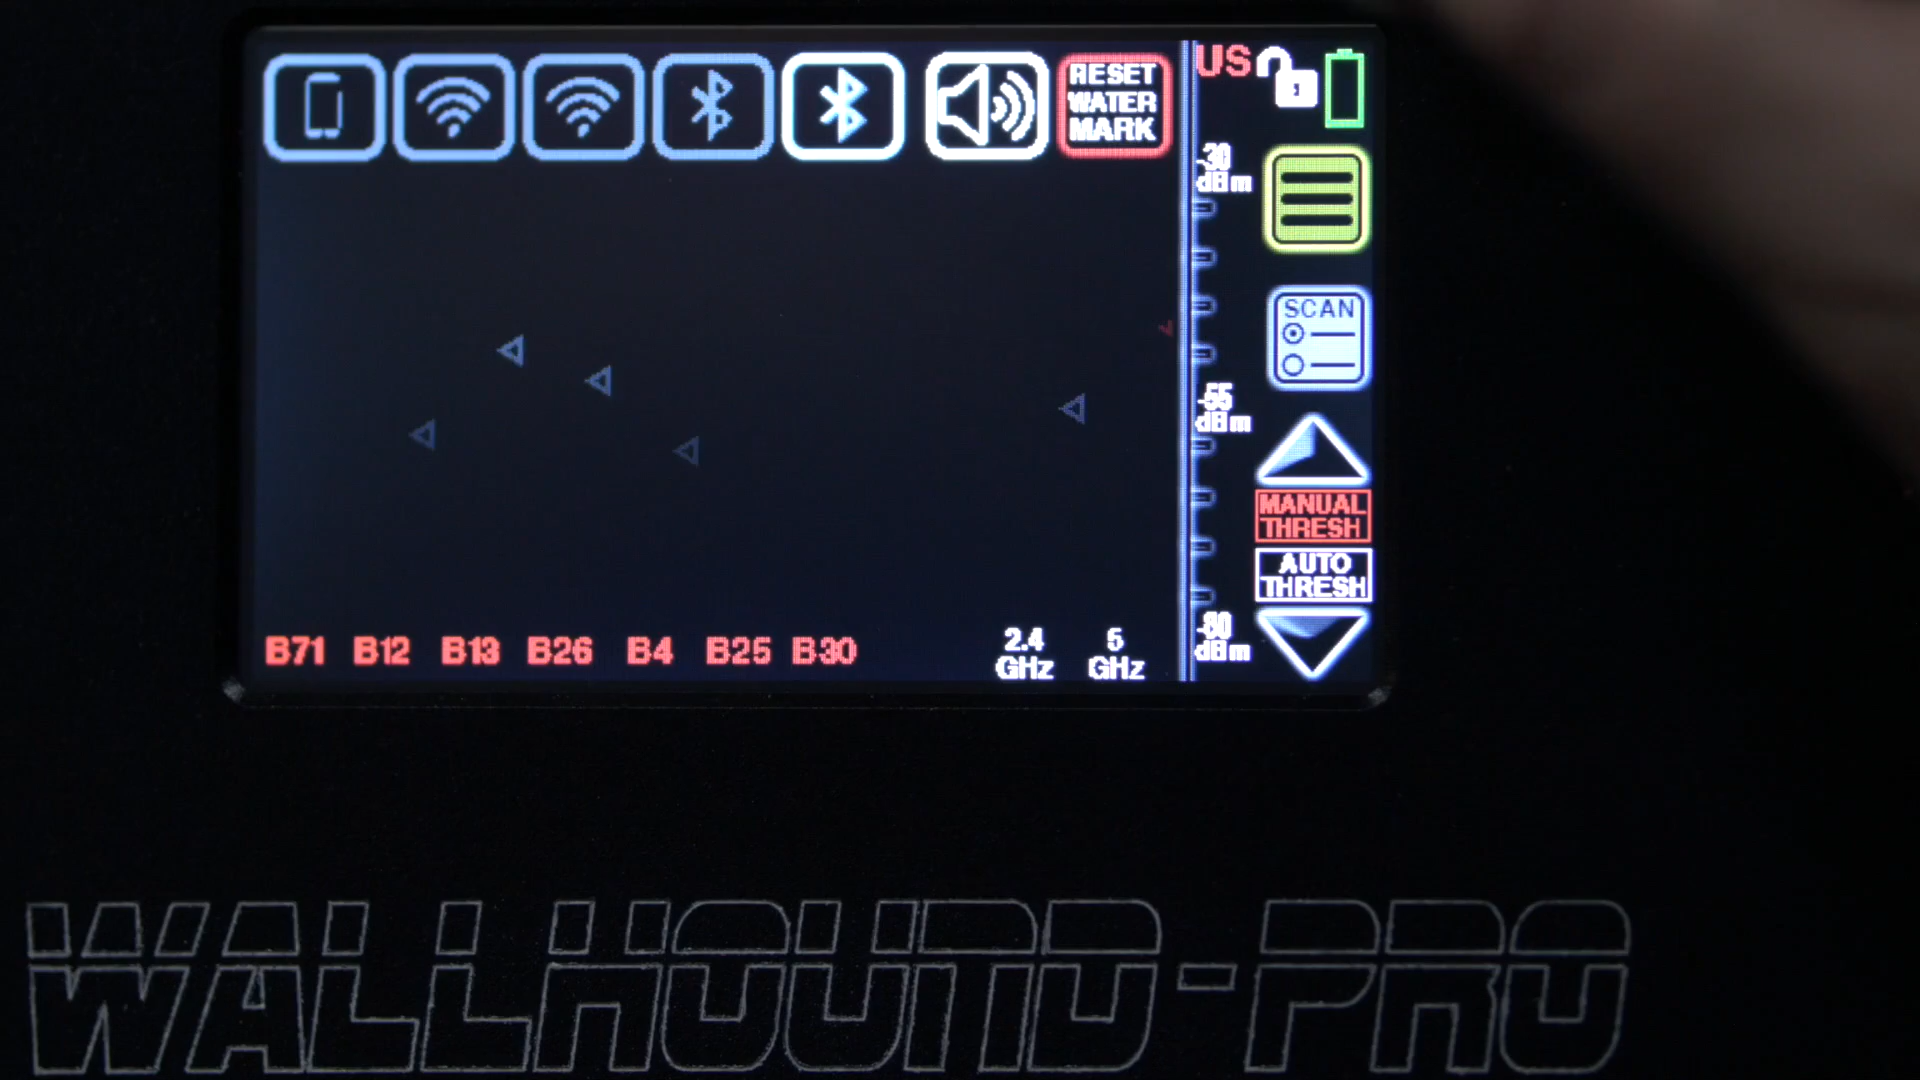 RESET
WATER
MARK
US
-30
dBm
SCAN
-55
dBm
MANUAL
THRESH
AUTO
THRESH
-80
dBm
B71 B12 B13 B26 B4 B25 B30
2.4
GHz
5
GHz
WALLHOUND-PRO